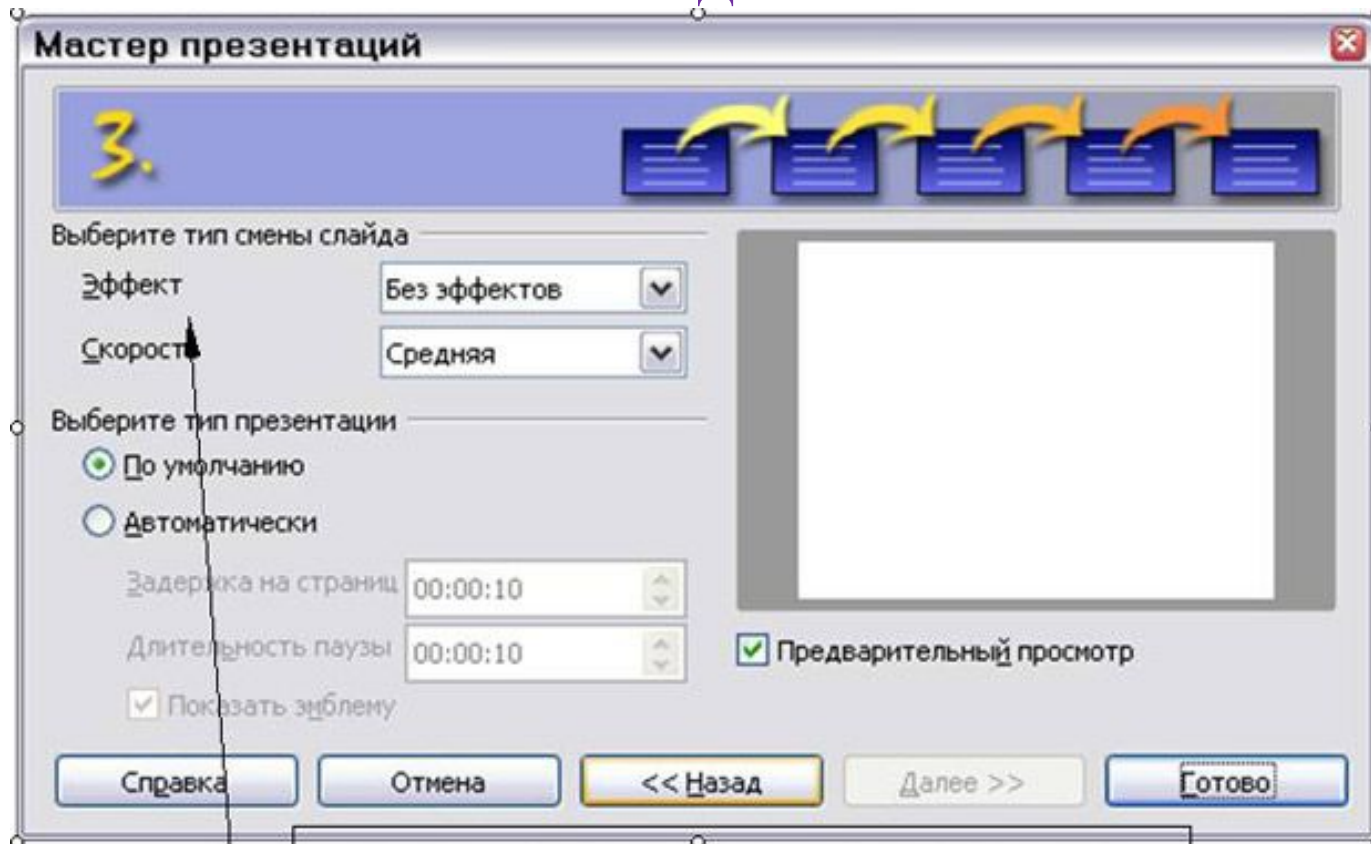 Мастер презентаций
3.
Выберите тип смены слайда
Эффект
Без эффектов
Скорост
Средняя
Выберите тип презентации
По умолчанию
Автоматически
Задержка на страниц
00:00:10
Длительность паузы
00:00:10
Показать эмблему
Предварительный просмотр
Справка
Отмена
<< Назад
Далее >>
Готово